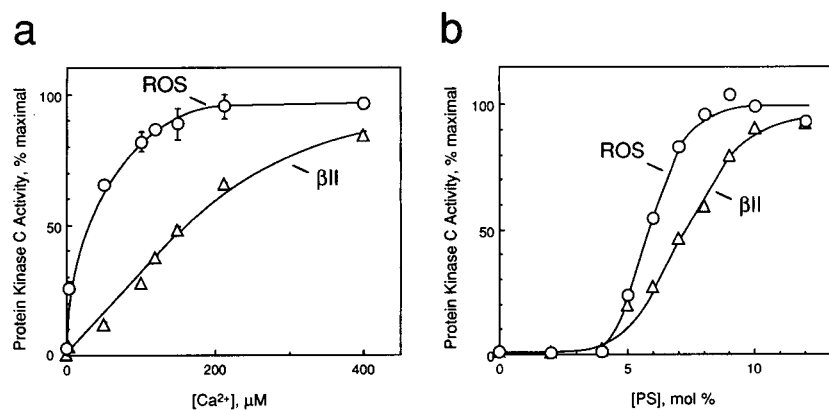 a
Protein Kinase C Activity, % maximal
100
50
0
ROS
βII
0
200
400
[Ca²⁺], µM
b
Protein Kinase C Activity, % maximal
100
50
0
ROS
βII
0
5
10
[PS], mol %